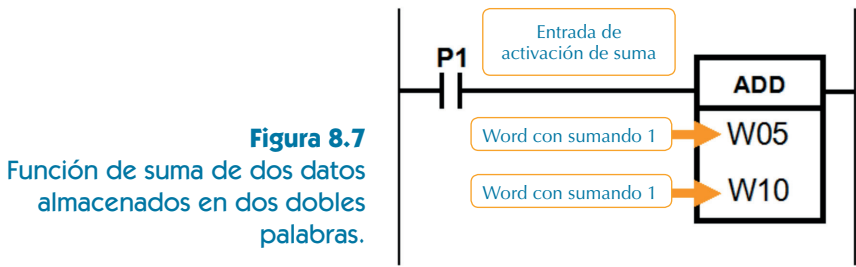 Entrada de
activación de suma
P1
ADD
Word con sumando 1
W05
Word con sumando 1
W10
Figura 8.7
Función de suma de dos datos
almacenados en dos dobles
palabras.